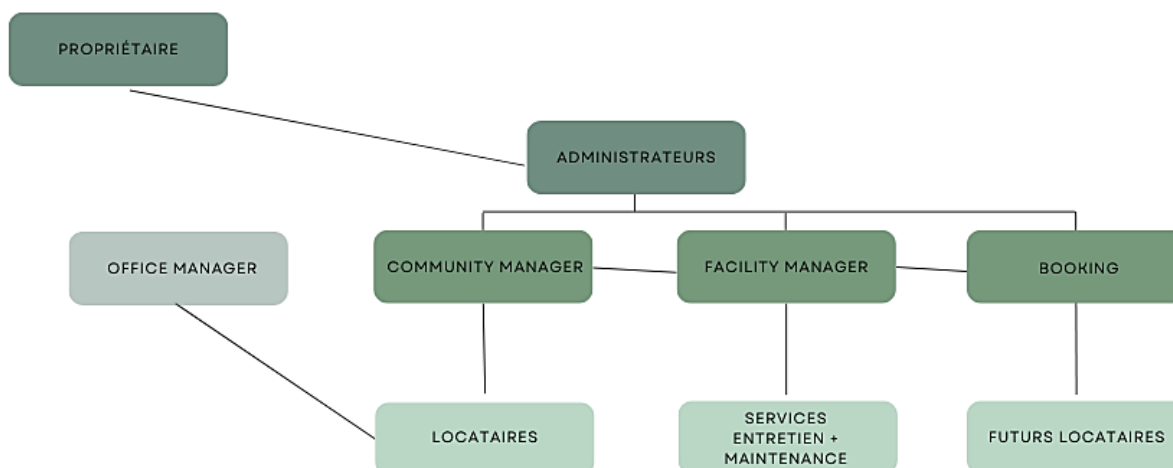 PROPRIÉTAIRE
ADMINISTRATEURS
OFFICE MANAGER
COMMUNITY MANAGER
FACILITY MANAGER
BOOKING
LOCATAIRES
SERVICES
ENTRETIEN +
MAINTENANCE
FUTURS LOCATAIRES